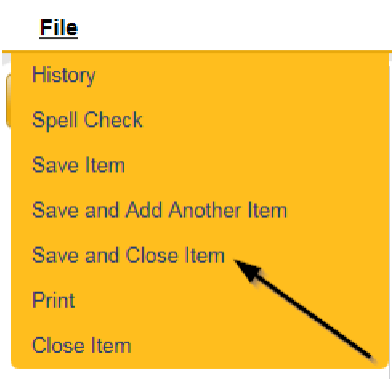 File
History
Spell Check
Save Item
Save and Add Another Item
Save and Close Item
Print
Close Item